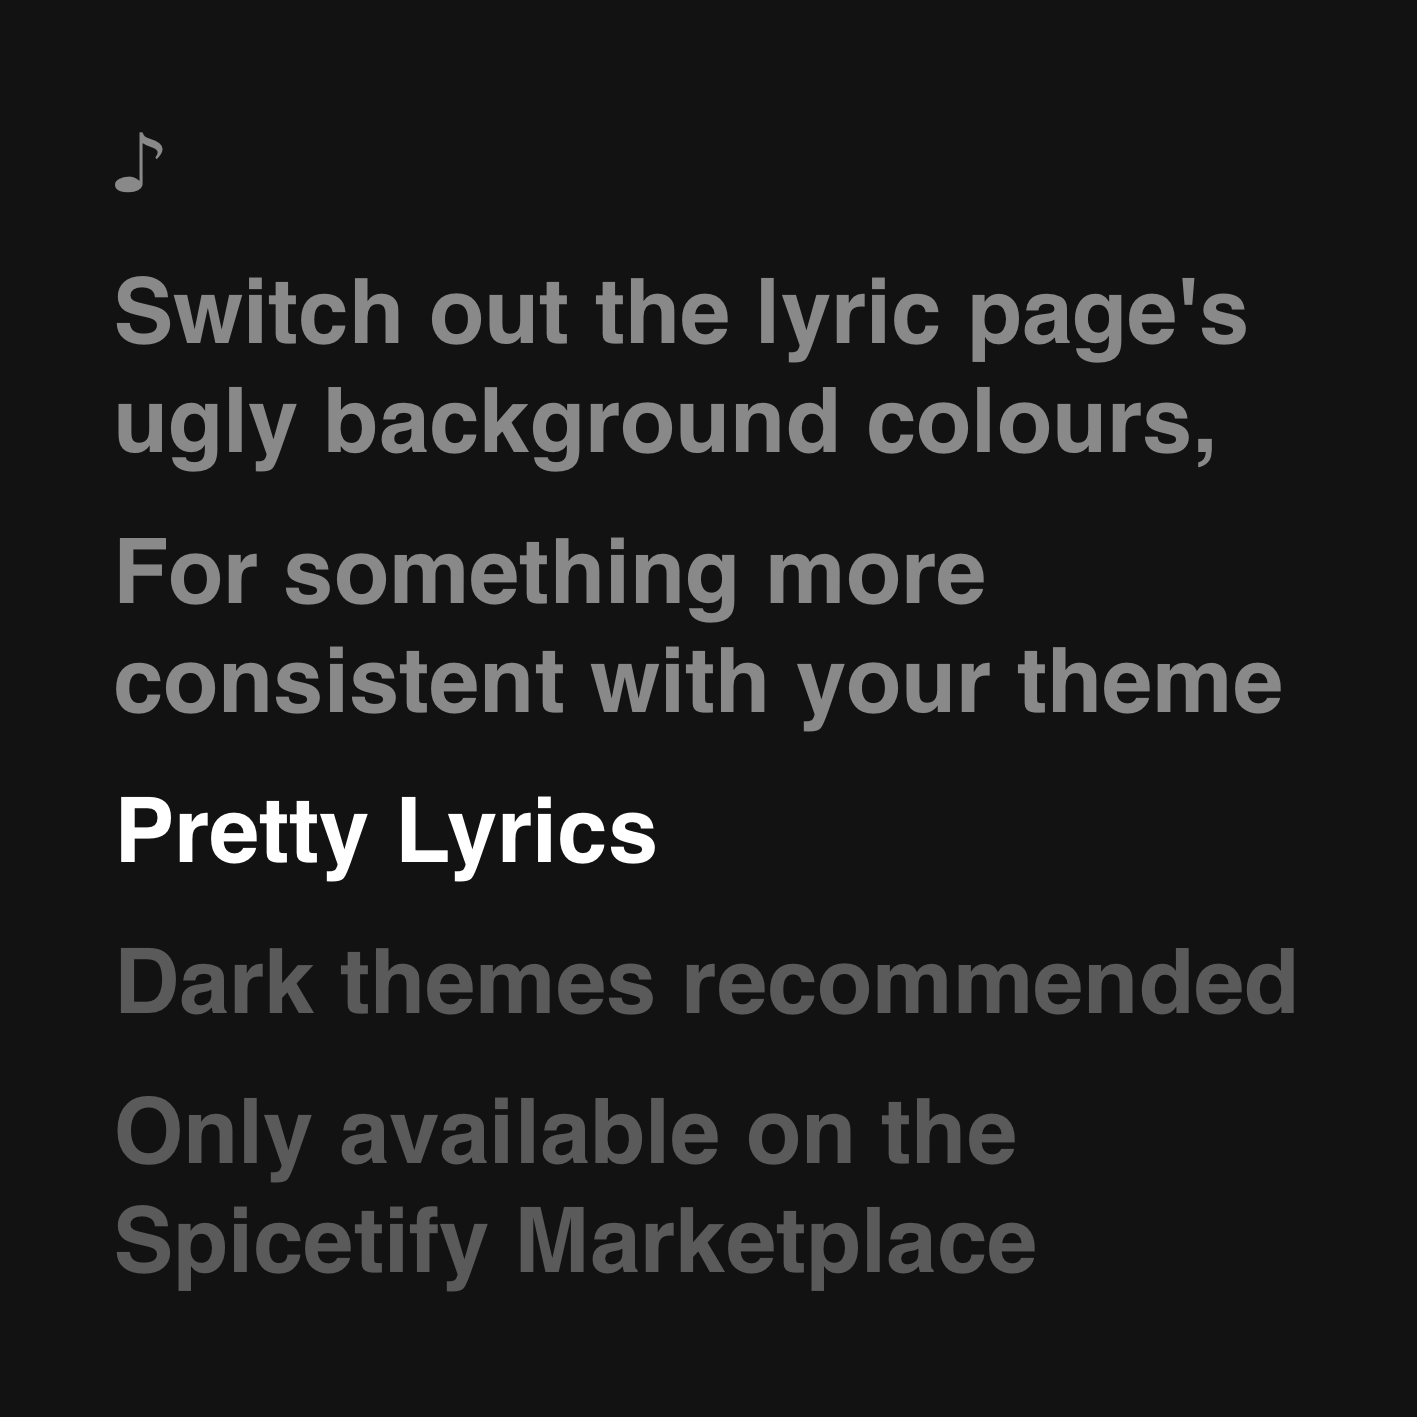 ♪
Switch out the lyric page's
ugly background colours,
For something more
consistent with your theme
Pretty Lyrics
Dark themes recommended
Only available on the
Spicetify Marketplace